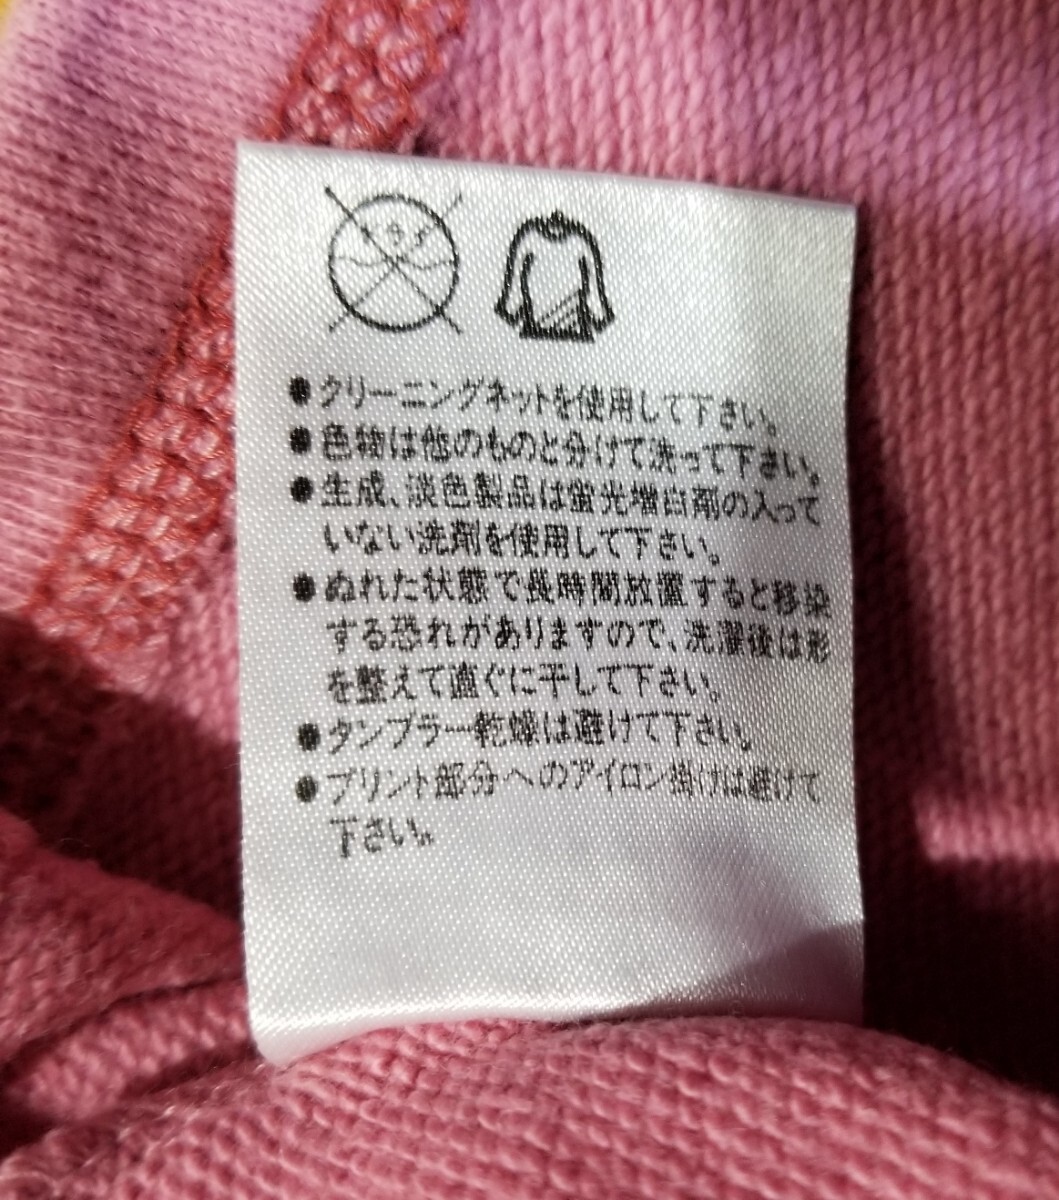 ●クリーニングネットを使用して下さい。
●色物は他のものと分けて洗って下さい。
●生成、淡色製品は蛍光増白剤の入って
いない洗剤を使用して下さい。
●ぬれた状態で長時間放置すると移染
する恐れがありますので、洗濯後は形
を整えて直ぐに干して下さい。
●タンブラー乾燥は避けて下さい。
●プリント部分へのアイロン掛けは避けて
下さい。